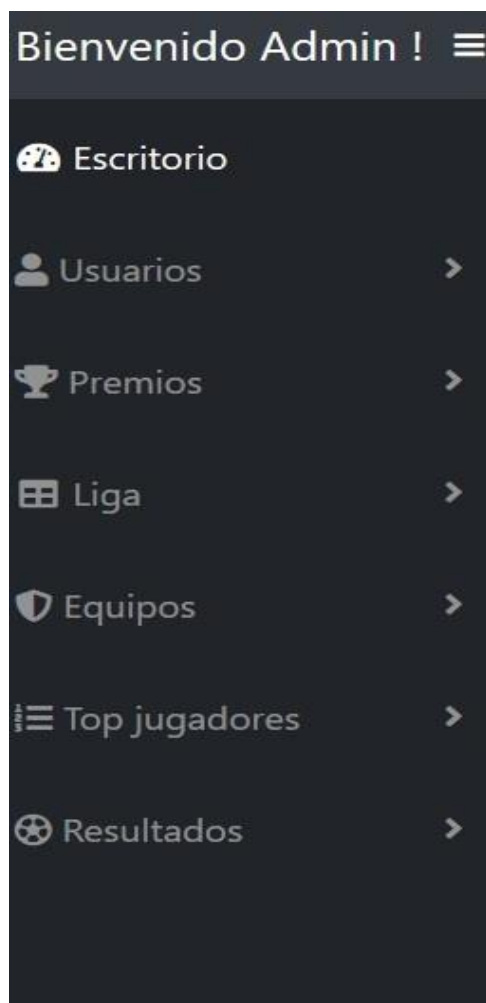 Bienvenido Admin !
Escritorio
Usuarios
Premios
Liga
Equipos
Top jugadores
Resultados